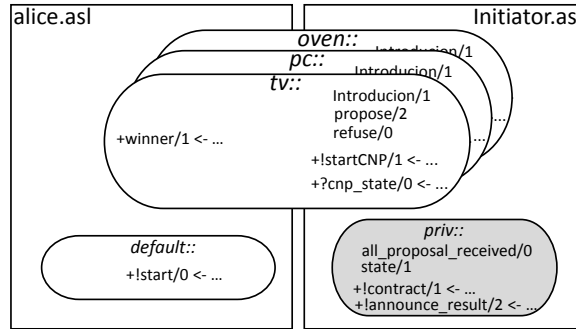 alice.asl
Initiator.as
oven::
Introducion/1
pc::
Introducion/1
tv::
Introducion/1
propose/2
refuse/0
...
...
+winner/1 <- ...
+!startCNP/1 <- ...
+?cnp_state/0 <- ...
default::
+!start/0 <- ...
priv::
all_proposal_received/0
state/1
+!contract/1 <- ...
+!announce_result/2 <- ...